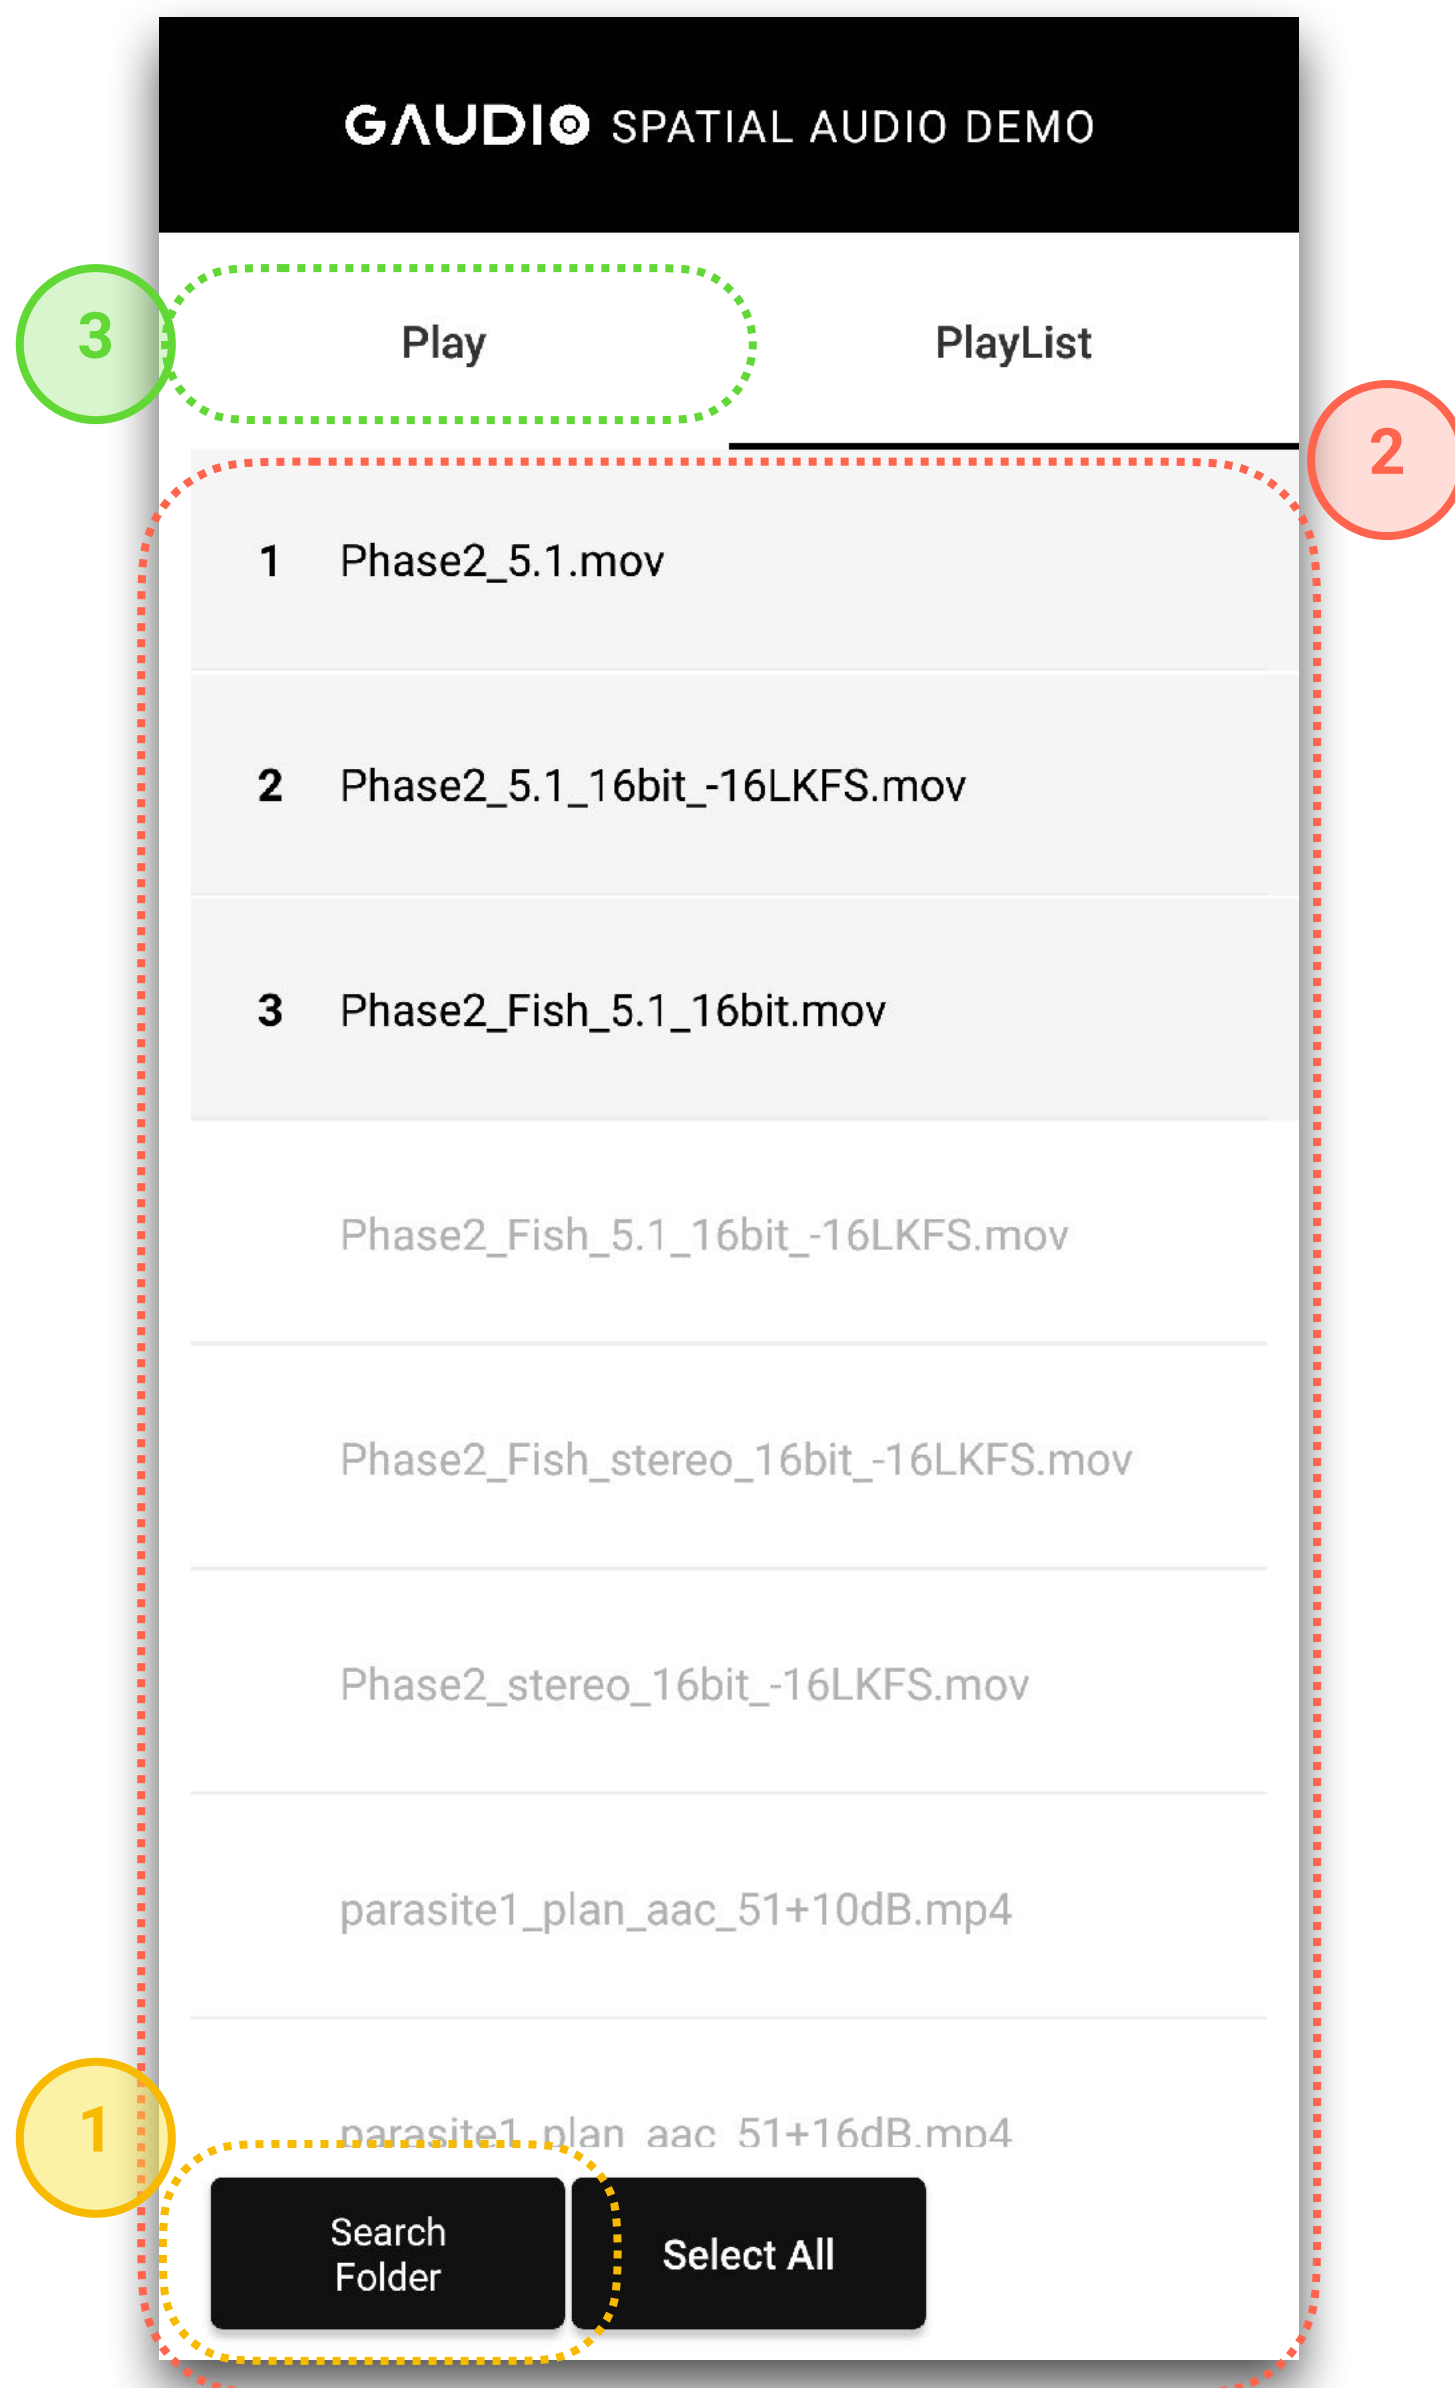 GAUDIO SPATIAL AUDIO DEMO
3
Play
PlayList
2
1 Phase2_5.1.mov
2 Phase2_5.1_16bit_-16LKFS.mov
3 Phase2_Fish_5.1_16bit.mov
Phase2_Fish_5.1_16bit_-16LKFS.mov
Phase2_Fish_stereo_16bit_-16LKFS.mov
Phase2_stereo_16bit_-16LKFS.mov
parasite1_plan_aac_51+10dB.mp4
1
parasite1_plan_aac_51+16dB.mp4
Search
Folder
Select All